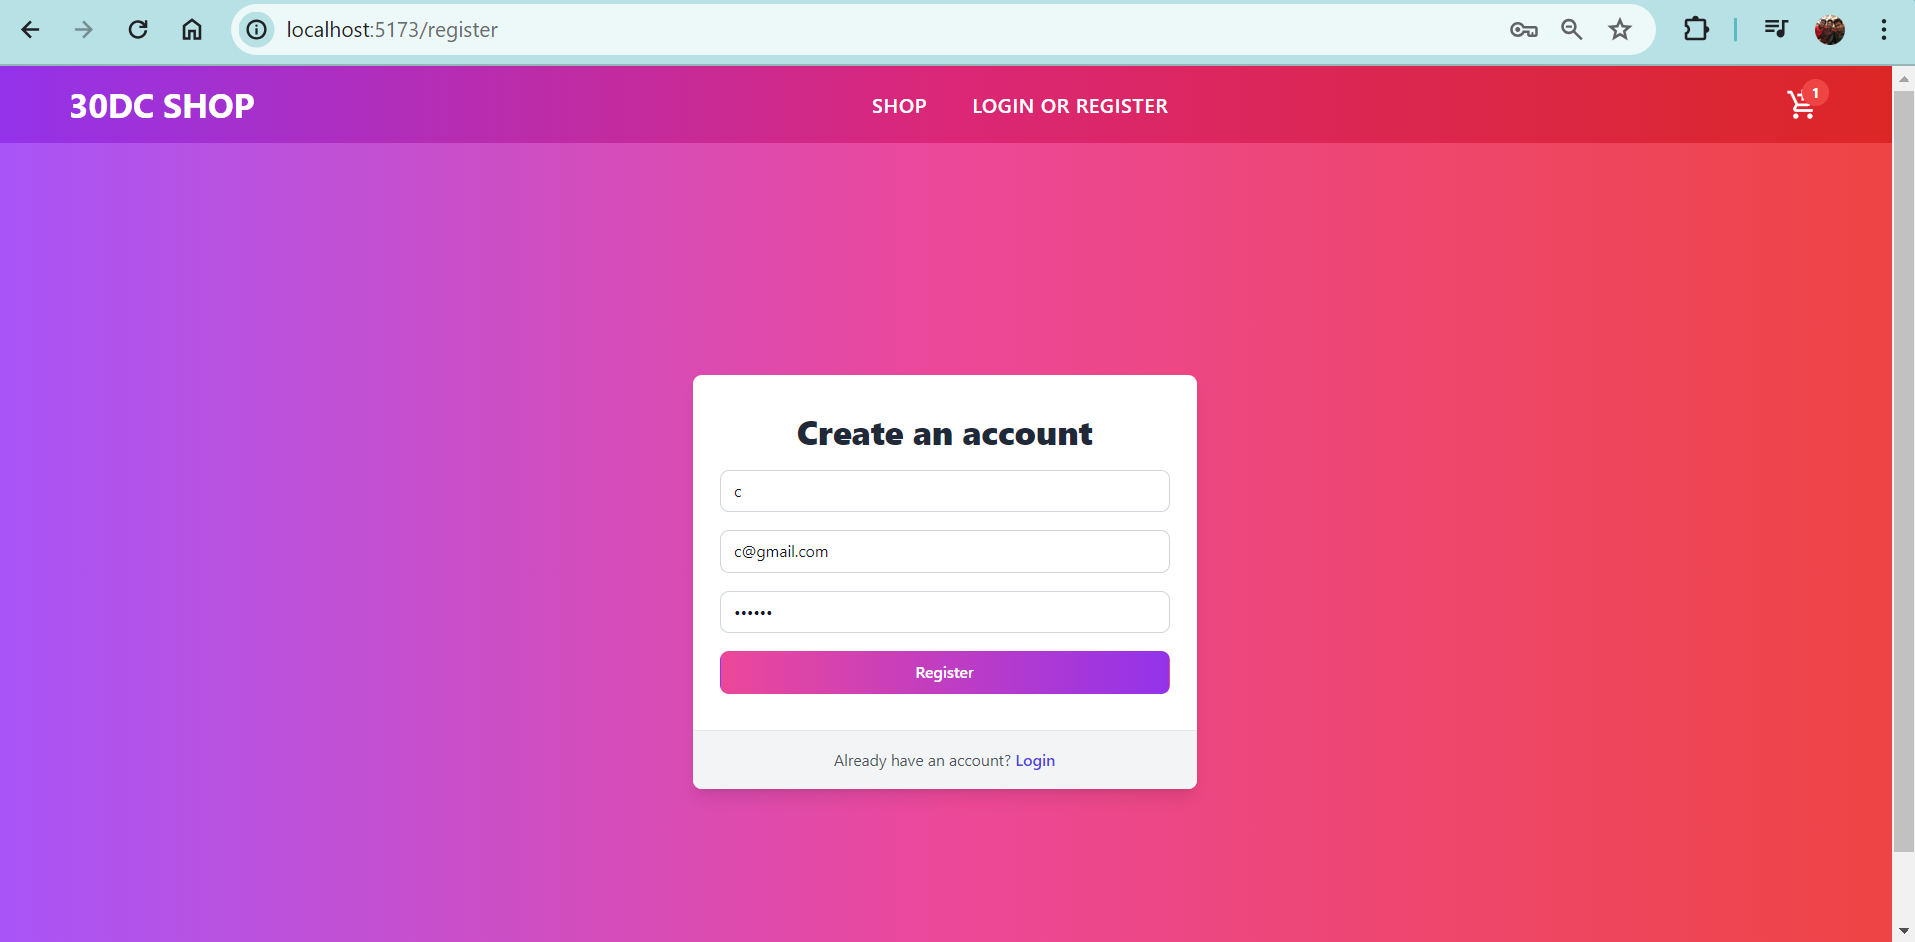 localhost:5173/register
30DC SHOP
SHOP
LOGIN OR REGISTER
1
Create an account
c
c@gmail.com
••••••
Register
Already have an account? Login